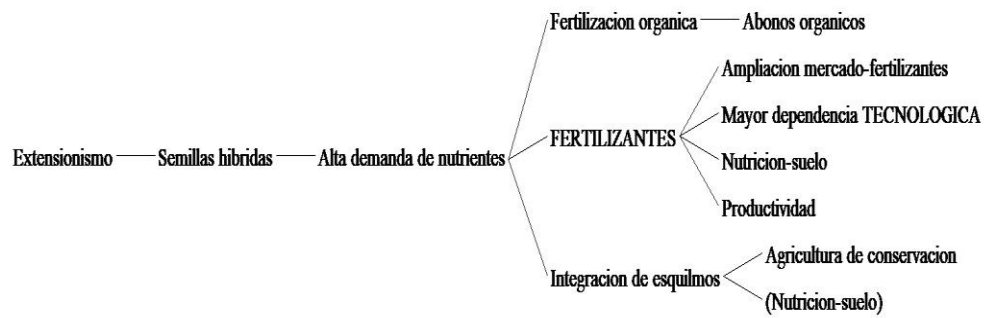 Fertilizacion organica
Abonos organicos
Ampliacion mercado-fertilizantes
Mayor dependencia TECNOLOGICA
FERTILIZANTES
Extensionismo
Semillas hibridas
Alta demanda de nutrientes
Nutricion-suelo
Productividad
Agricultura de conservacion
Integracion de esquilmos
(Nutricion-suelo)